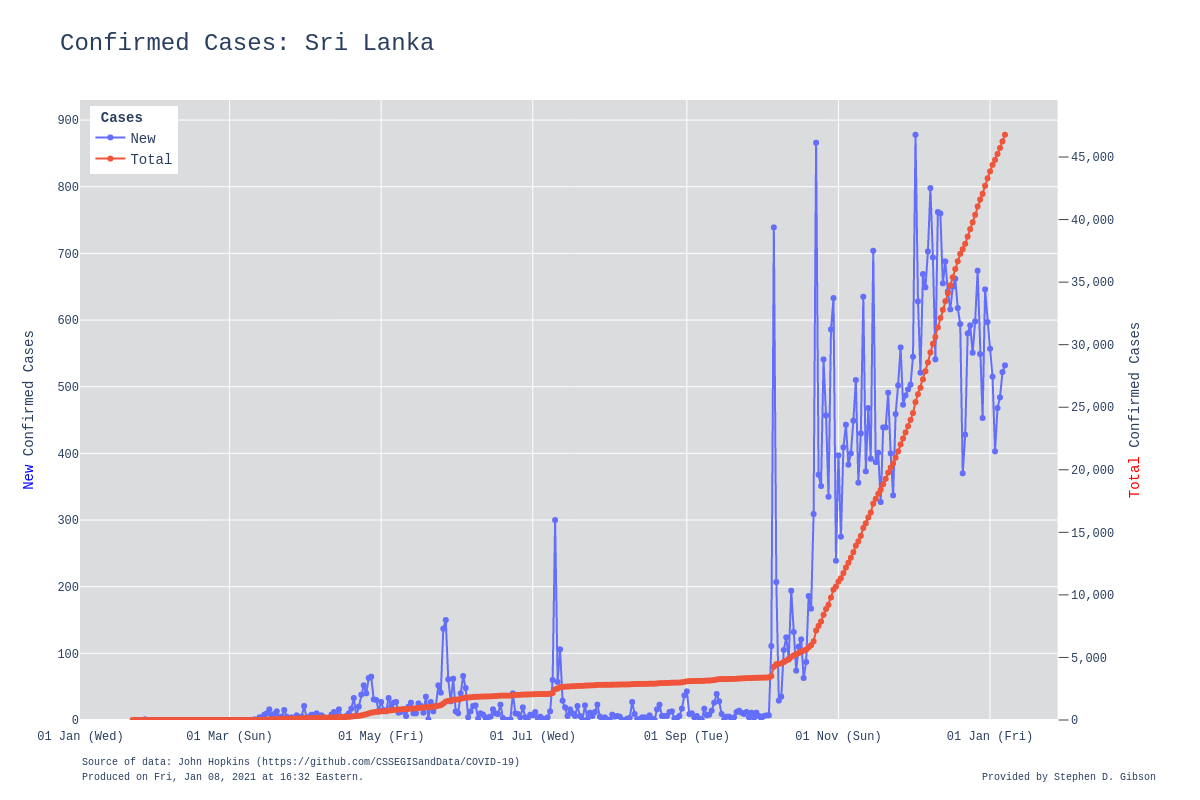 Confirmed Cases: Sri Lanka
Cases
New
Total
900
800
700
600
500
400
300
200
100
0
New Confirmed Cases
45,000
40,000
35,000
30,000
25,000
20,000
15,000
10,000
5,000
0
Total Confirmed Cases
01 Jan (Wed) 01 Mar (Sun) 01 May (Fri) 01 Jul (Wed) 01 Sep (Tue) 01 Nov (Sun) 01 Jan (Fri)
Source of data: John Hopkins (https://github.com/CSSEGISandData/COVID-19)
Produced on Fri, Jan 08, 2021 at 16:32 Eastern.
Provided by Stephen D. Gibson